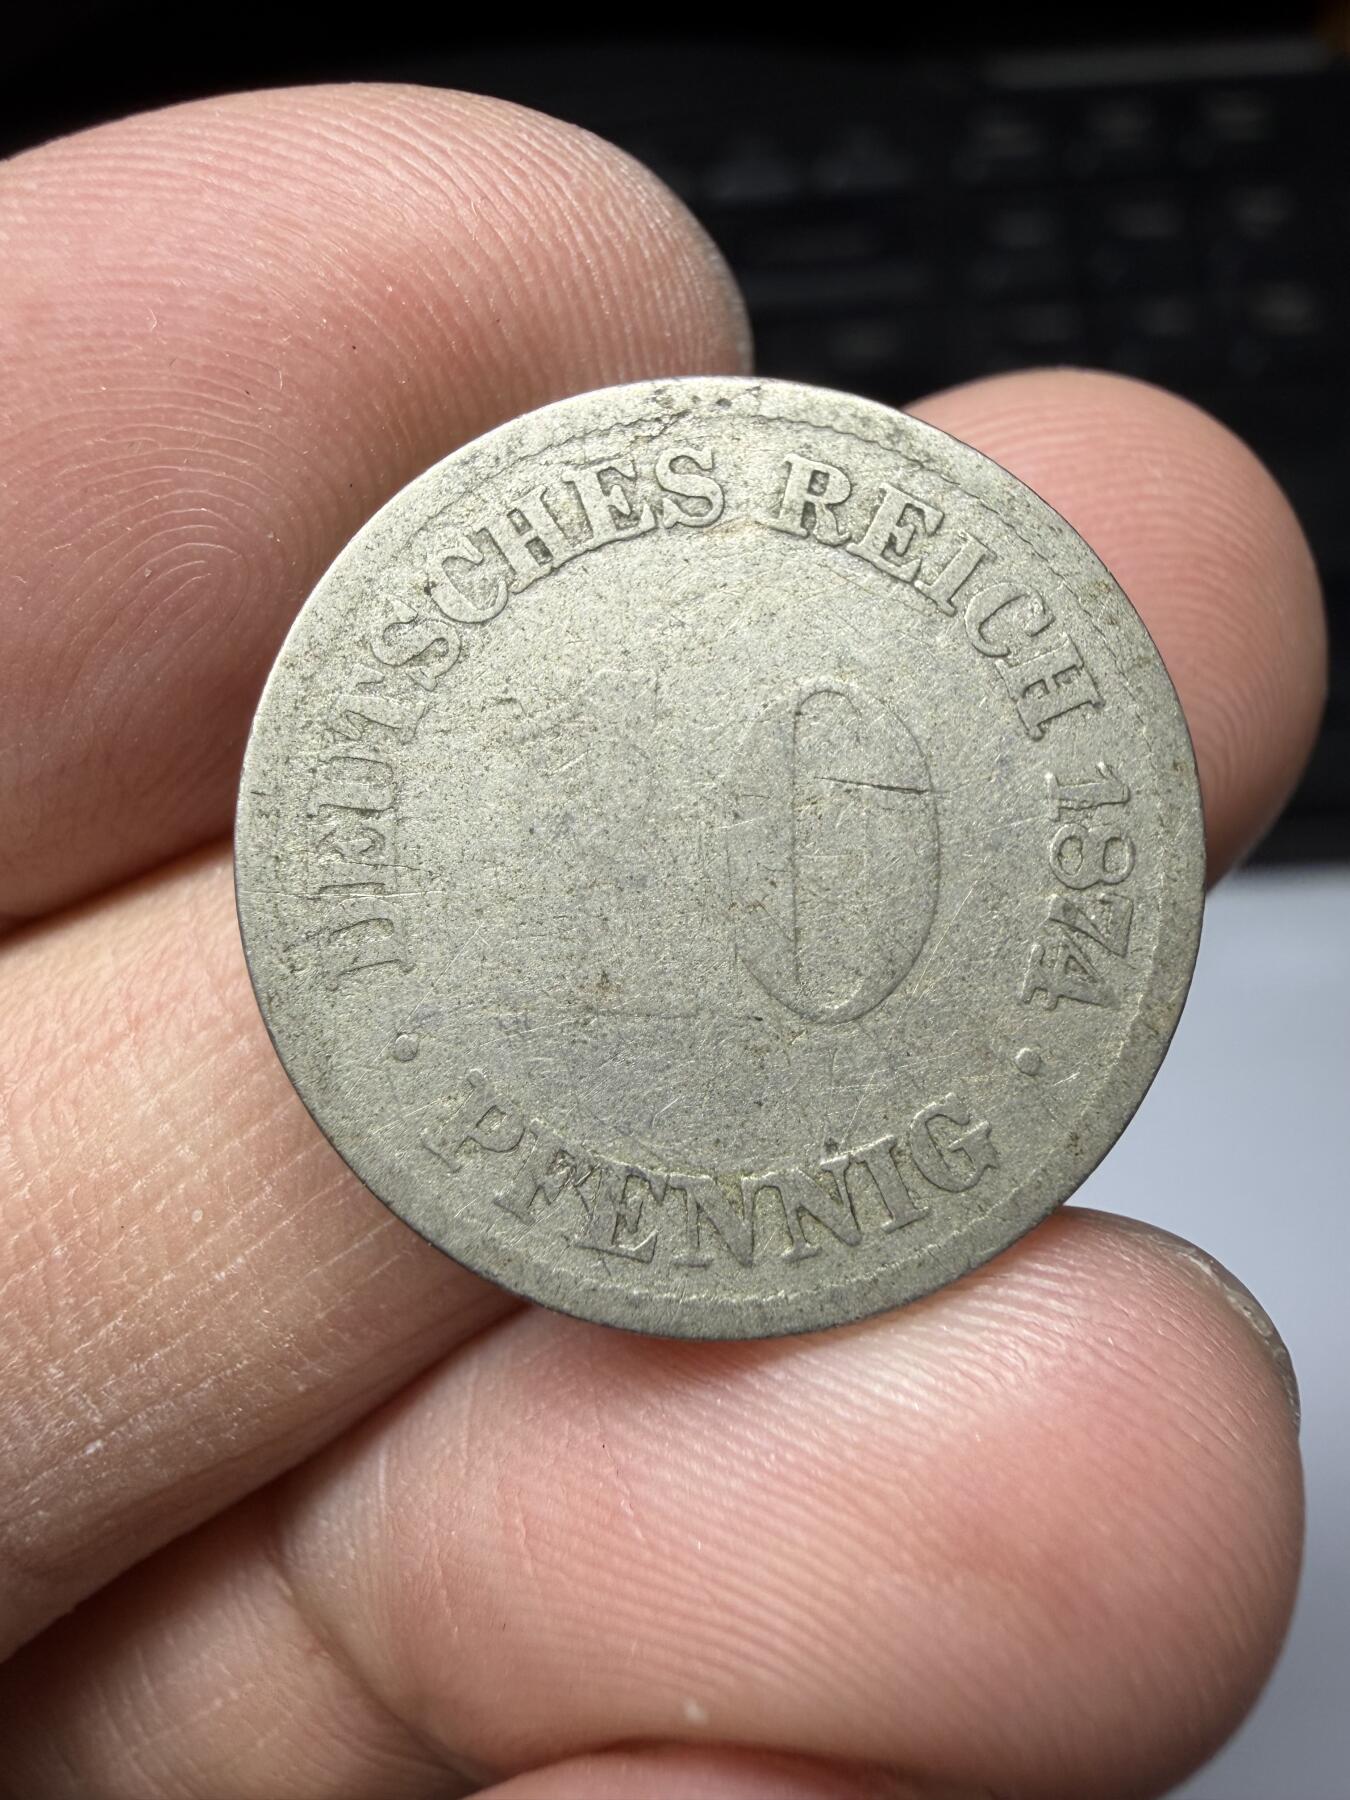 DEUTSCHES REICH 1874
10
• PFENNIG •